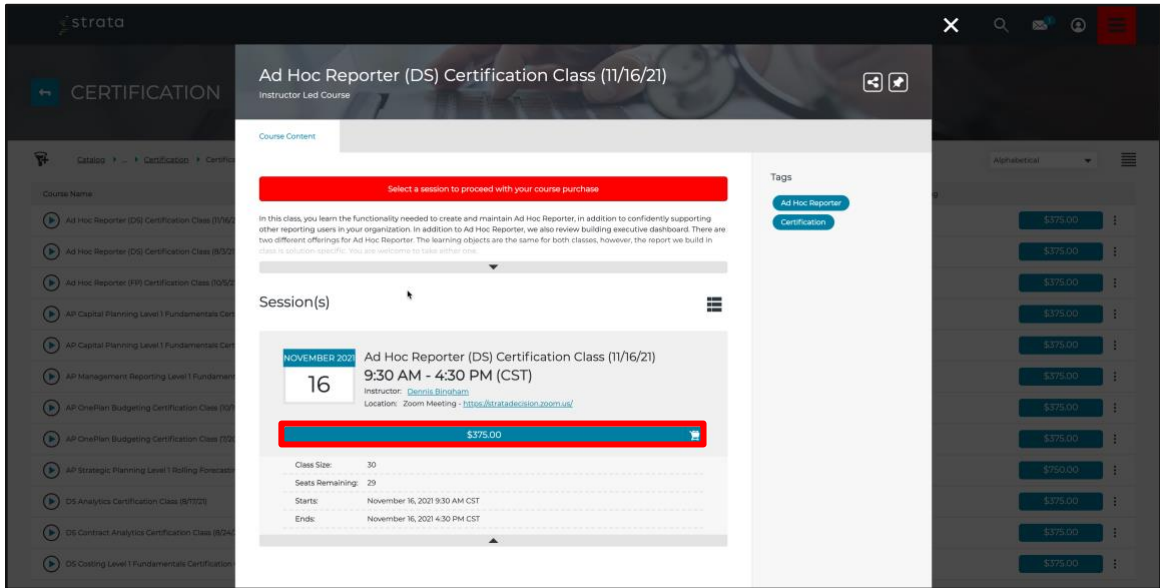 strata
Ad Hoc Reporter (DS) Certification Class (11/16/21)
Instructor Led Course
CERTIFICATION
Course Content
Catalog ... Certification Certifica
Alphabetical
Select a session to proceed with your course purchase
Tags
Ad Hoc Reporter
Certification
In this class, you learn the functionality needed to create and maintain Ad Hoc Reporter, in addition to confidently supporting
other reporting users in your organization. In addition to Ad Hoc Reporter, we also review building executive dashboard. There are
two different offerings for Ad Hoc Reporter. The learning objects are the same for both classes, however, the report we build in
class is solution-specific. You are welcome to take either one.
Session(s)
NOVEMBER 2021
16
Ad Hoc Reporter (DS) Certification Class (11/16/21)
9:30 AM - 4:30 PM (CST)
Instructor: Dennis Bingham
Location: Zoom Meeting - https://stratadecision.zoom.us/
$375.00
Class Size: 30
Seats Remaining: 29
Starts: November 16, 2021 9:30 AM CST
Ends: November 16, 2021 4:30 PM CST
Course Name
Ad Hoc Reporter (DS) Certification Class (11/16/2
Ad Hoc Reporter (DS) Certification Class (8/3/21
Ad Hoc Reporter (FP) Certification Class (10/5/2
AP Capital Planning Level 1 Fundamentals Cert
AP Capital Planning Level 1 Fundamentals Cert
AP Management Reporting Level 1 Fundament
AP OnePlan Budgeting Certification Class (10/1
AP OnePlan Budgeting Certification Class (7/20
AP Strategic Planning Level 1 Rolling Forecastin
DS Analytics Certification Class (8/17/21)
DS Contract Analytics Certification Class (8/24/
DS Costing Level 1 Fundamentals Certification
$375.00
$375.00
$375.00
$375.00
$375.00
$375.00
$375.00
$375.00
$750.00
$375.00
$375.00
$375.00